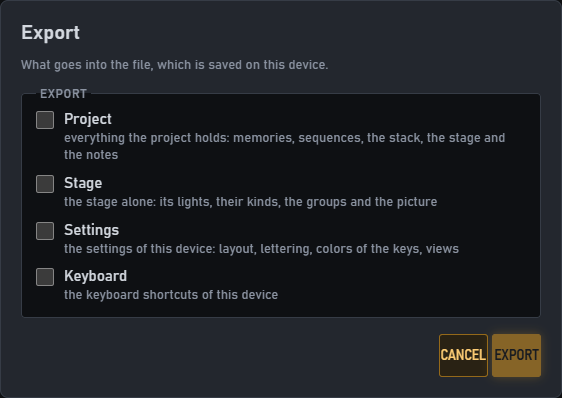 Export
What goes into the file, which is saved on this device.
EXPORT
Project
everything the project holds: memories, sequences, the stack, the stage and
the notes
Stage
the stage alone: its lights, their kinds, the groups and the picture
Settings
the settings of this device: layout, lettering, colors of the keys, views
Keyboard
the keyboard shortcuts of this device
CANCEL EXPORT